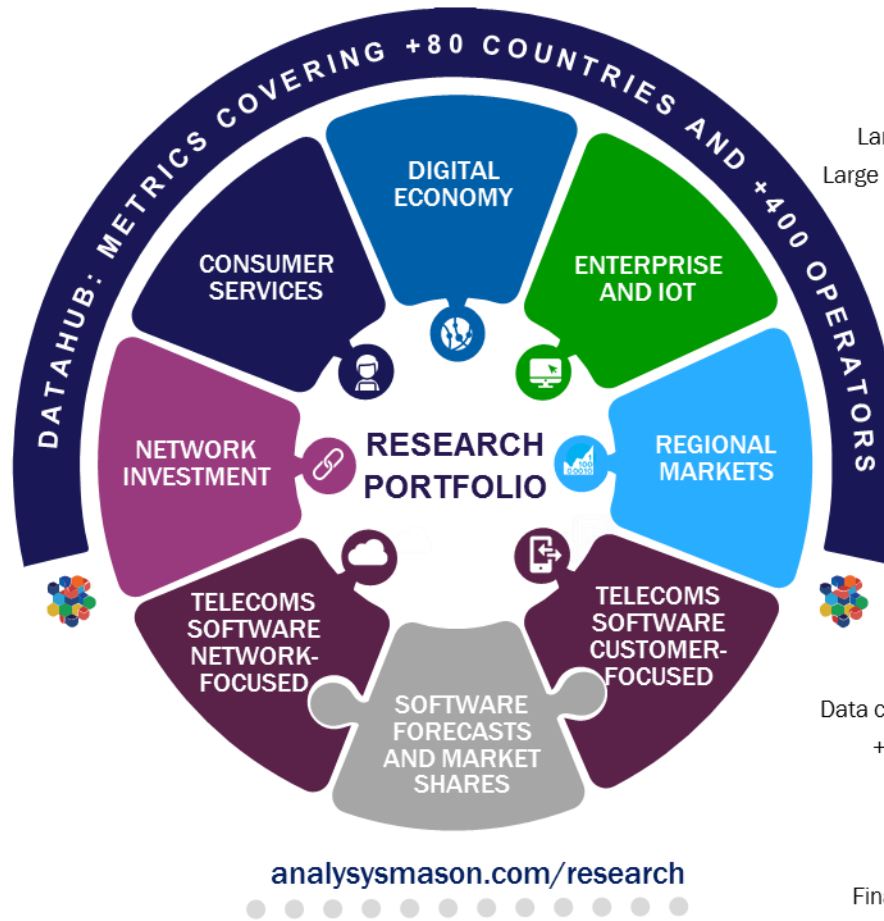 DATAHUB: METRICS COVERING +80 COUNTRIES AND +400 OPERATORS
DIGITAL
ECONOMY
CONSUMER
SERVICES
ENTERPRISE
AND IOT
NETWORK
INVESTMENT
RESEARCH
PORTFOLIO
REGIONAL
MARKETS
TELECOMS
SOFTWARE
NETWORK-
FOCUSED
TELECOMS
SOFTWARE
CUSTOMER-
FOCUSED
SOFTWARE
FORECASTS
AND MARKET
SHARES
analysysmason.com/research
Large
Data
+